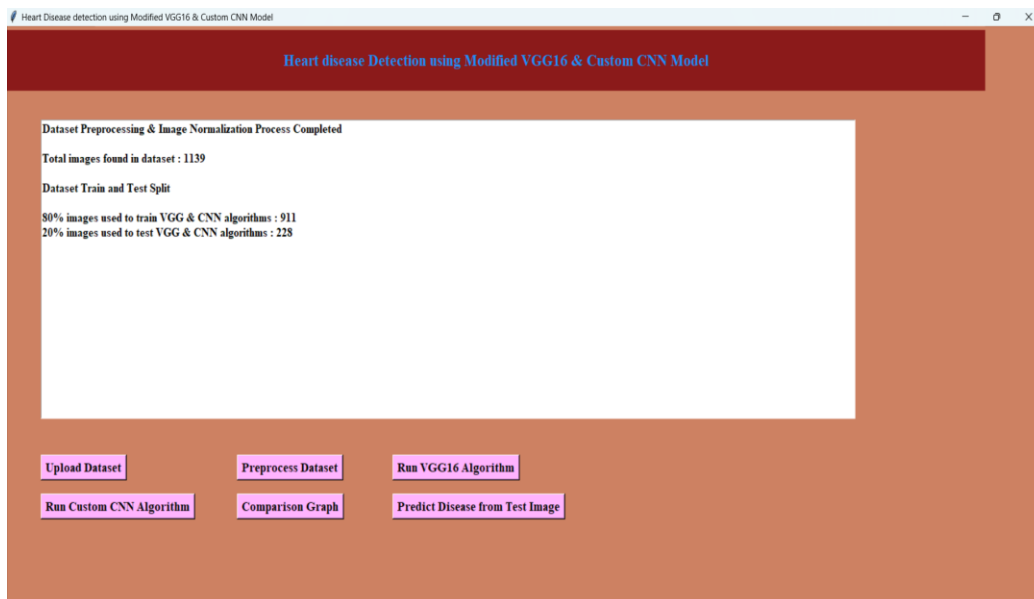 Heart Disease detection using Modified VGG16 & Custom CNN Model
Heart disease Detection using Modified VGG16 & Custom CNN Model
Dataset Preprocessing & Image Normalization Process Completed
Total images found in dataset : 1139
Dataset Train and Test Split
80% images used to train VGG & CNN algorithms : 911
20% images used to test VGG & CNN algorithms : 228
Upload Dataset
Preprocess Dataset
Run VGG16 Algorithm
Run Custom CNN Algorithm
Comparison Graph
Predict Disease from Test Image